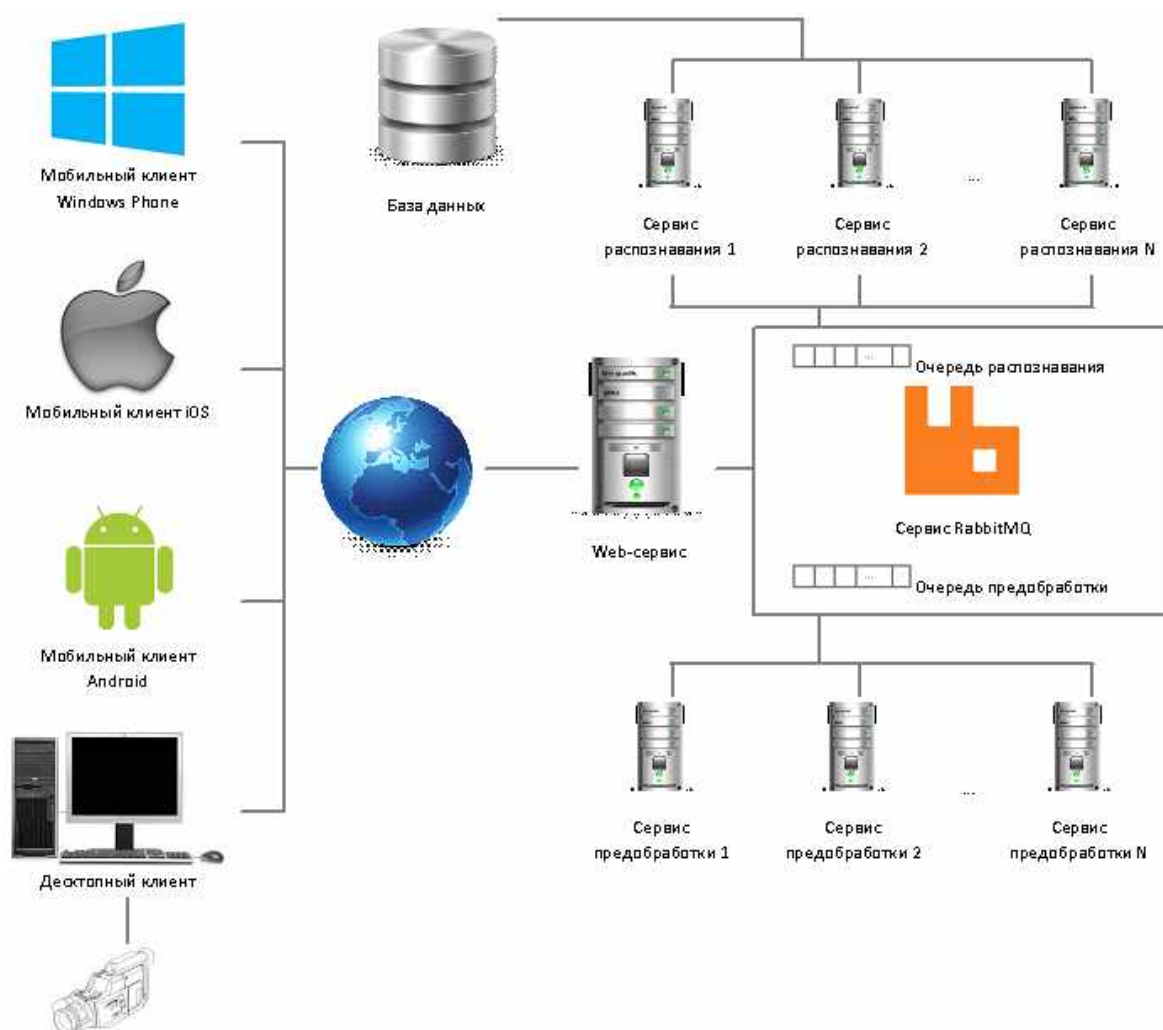 Мобильный клиент
Windows Phone
База данных
Сервис
распознавания 1
Сервис
распознавания 2
...
Сервис
распознавания N
Мобильный клиент iOS
... Очередь распознавания
Сервис RabbitMQ
Web-сервис
... Очередь предобработки
Мобильный клиент
Android
Сервис
предобработки 1
Сервис
предобработки 2
...
Сервис
предобработки N
Десктопный клиент